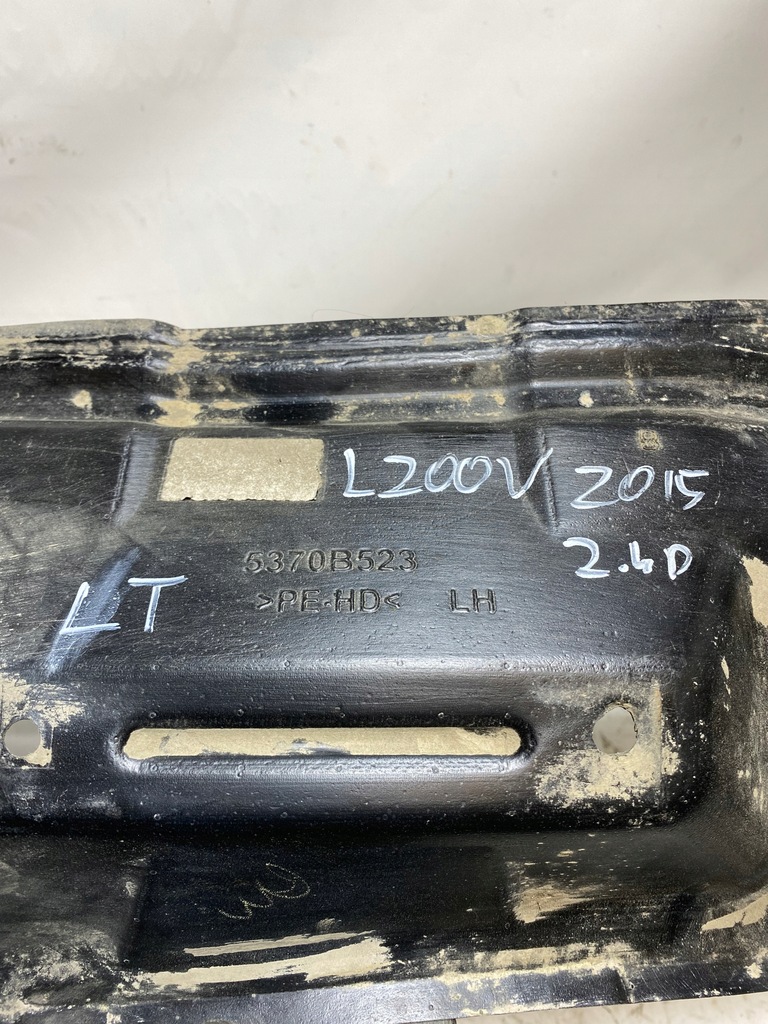 L200V 2015
2.4D
5370B523
>PE-HD< LH
LT